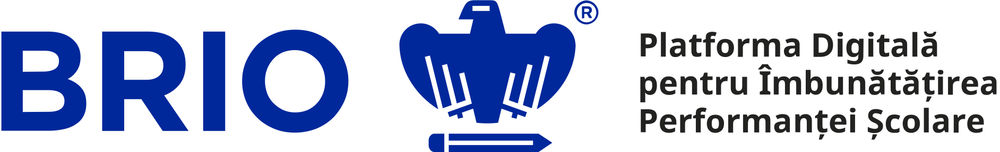 BRIO
®
Platforma Digitală
pentru Îmbunătățirea
Performanței Școlare